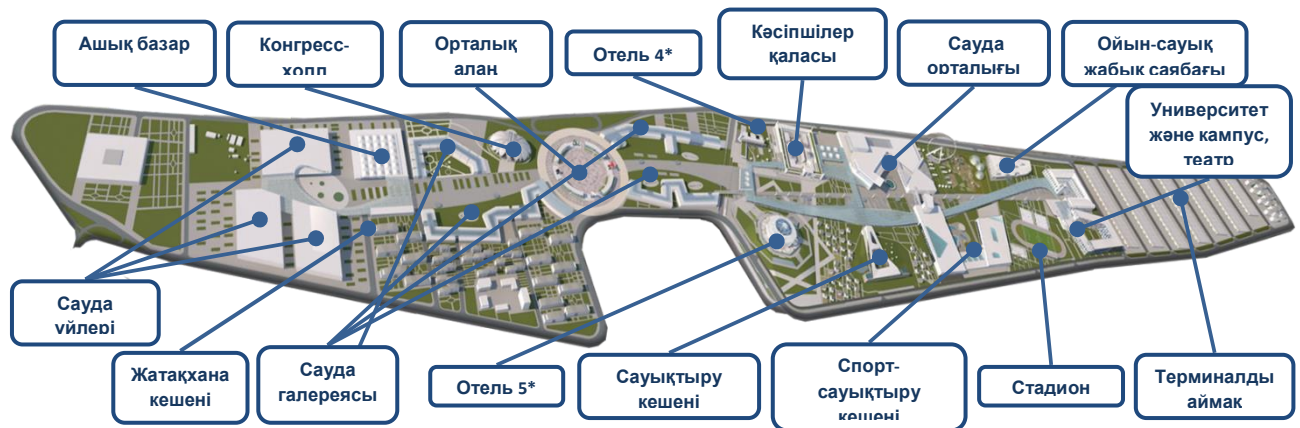 Ашық базар
Конгресс-
холл
Орталық
алаң
Отель 4*
Кәсіпшілер
қаласы
Сауда
орталығы
Ойын-сауық
жабық саябағы
Университет
және кампус,
театр
Сауда
үйлері
Жатақхана
кешені
Сауда
галереясы
Отель 5*
Сауықтыру
кешені
Спорт-
сауықтыру
кешені
Стадион
Терминалды
аймақ